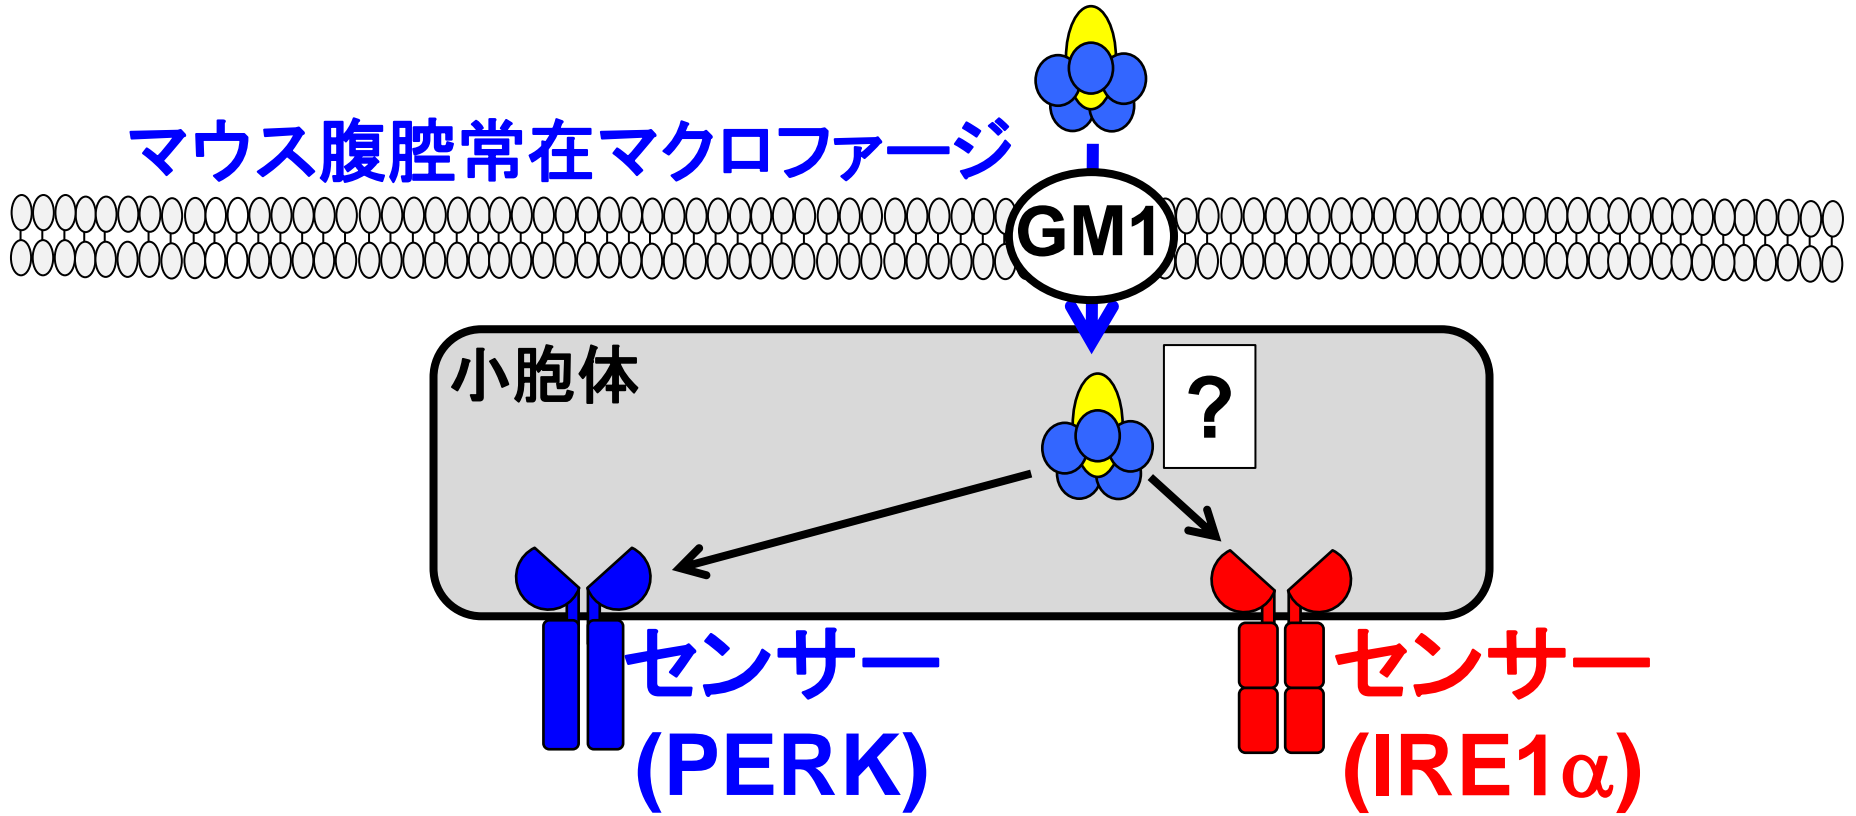 マウス腹腔常在マクロファージ
GM1
小胞体
?
センサー
(PERK)
センサー
(IRE1α)